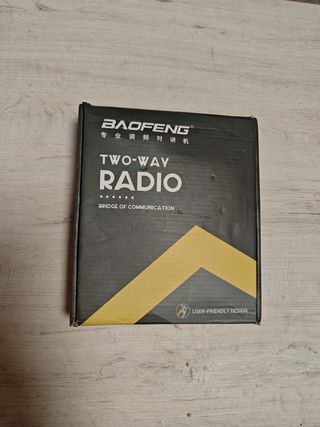 BAOFENG®
专业调频对讲机
TWO-WAY
RADIO
BRIDGE OF COMMUNICATION
USER-FRIENDLY DESIGN